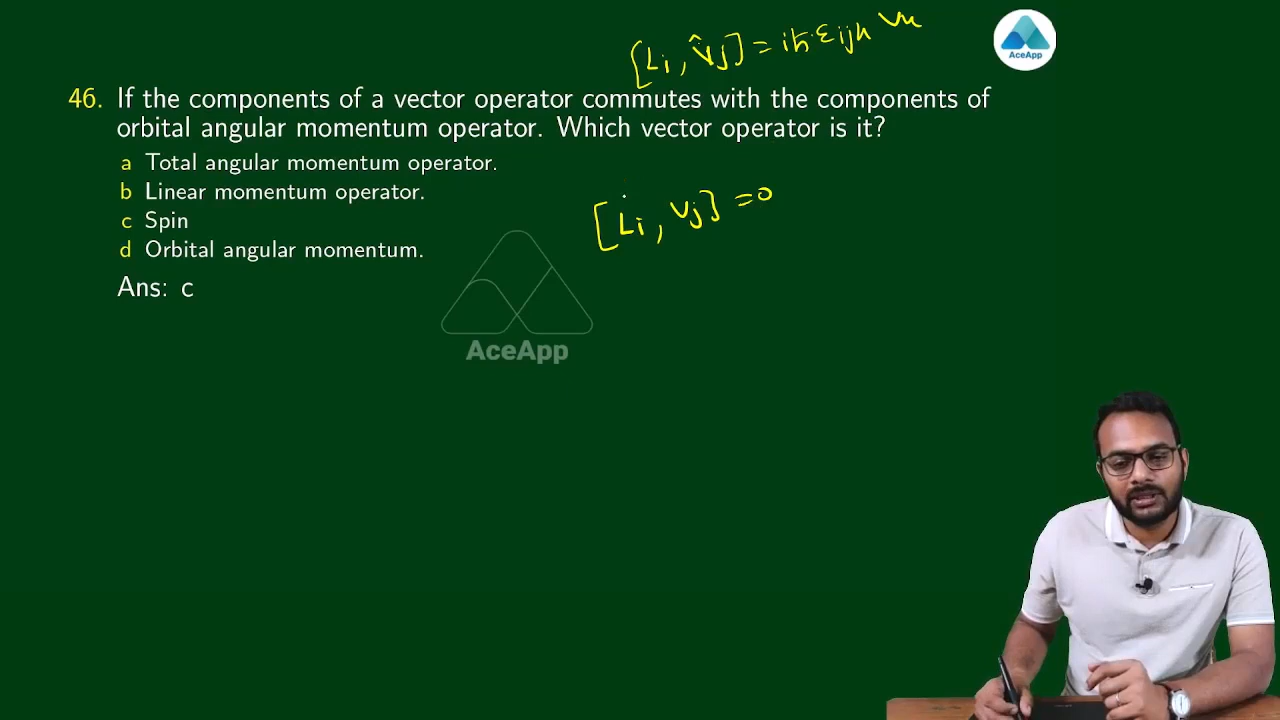 [Li, V̂j] = iħ εijk Vk
AceApp
46. If the components of a vector operator commutes with the components of
orbital angular momentum operator. Which vector operator is it?
a Total angular momentum operator.
b Linear momentum operator.
c Spin
d Orbital angular momentum.
[Li, Vj] = 0
Ans: c
AceApp